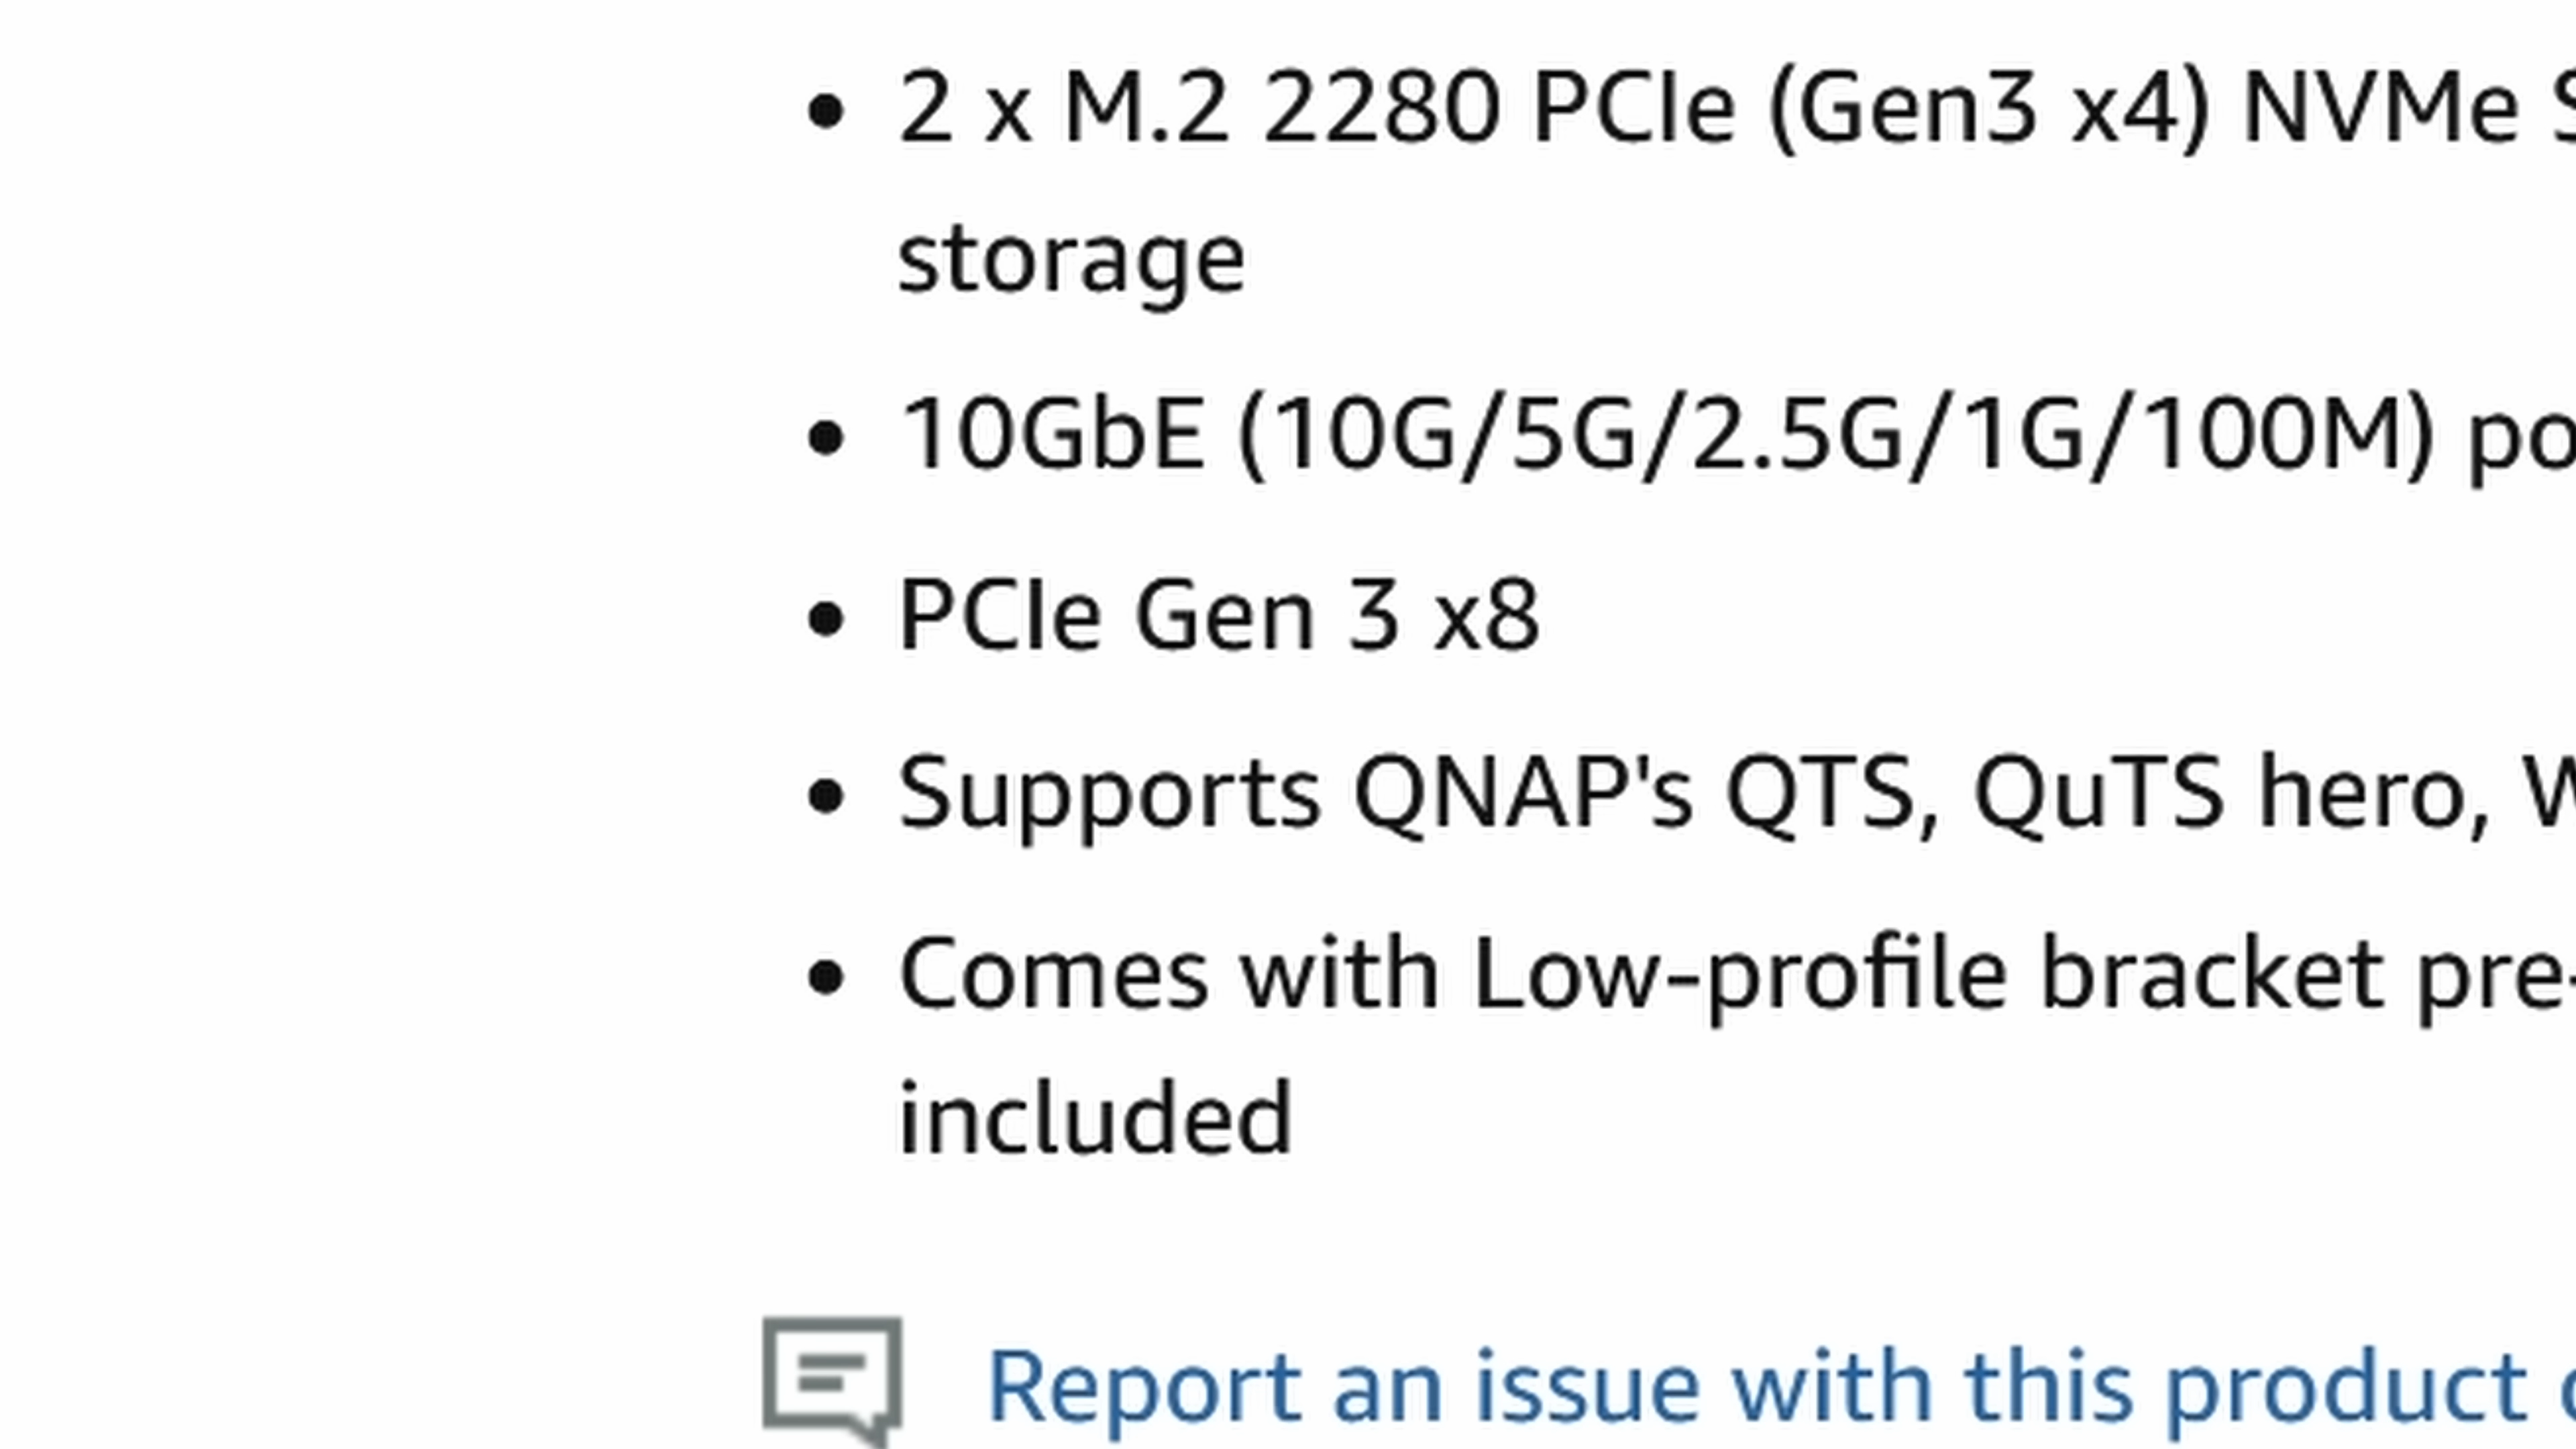 2 x M.2 2280 PCIe (Gen3 x4) NVMe
storage
10GbE (10G/5G/2.5G/1G/100M)
PCIe Gen 3 x8
Supports QNAP's QTS, QuTS hero,
Comes with Low-profile bracket pre-
included
Report an issue with this product